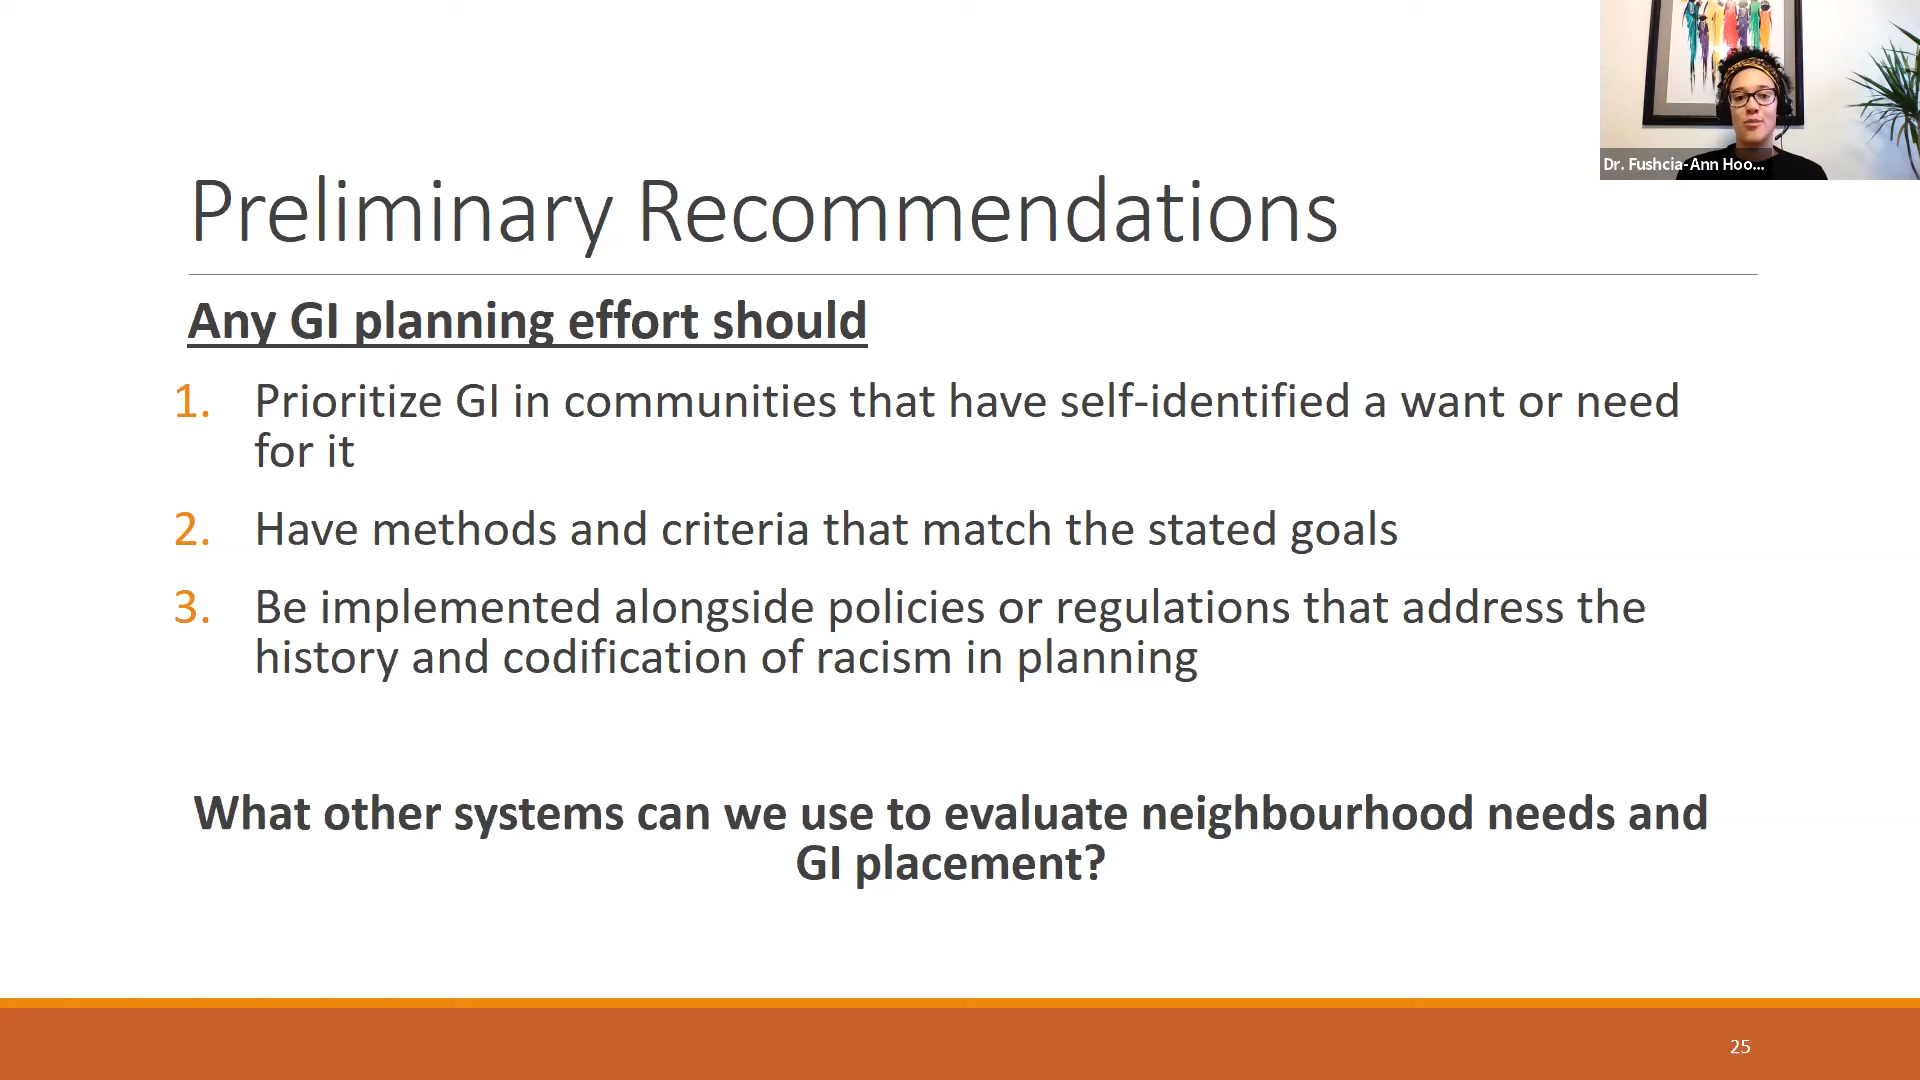 Dr. Fushcia-Ann Hoo...
Preliminary Recommendations
Any GI planning effort should
1. Prioritize GI in communities that have self-identified a want or need
for it
2. Have methods and criteria that match the stated goals
3. Be implemented alongside policies or regulations that address the
history and codification of racism in planning
What other systems can we use to evaluate neighbourhood needs and
GI placement?
25